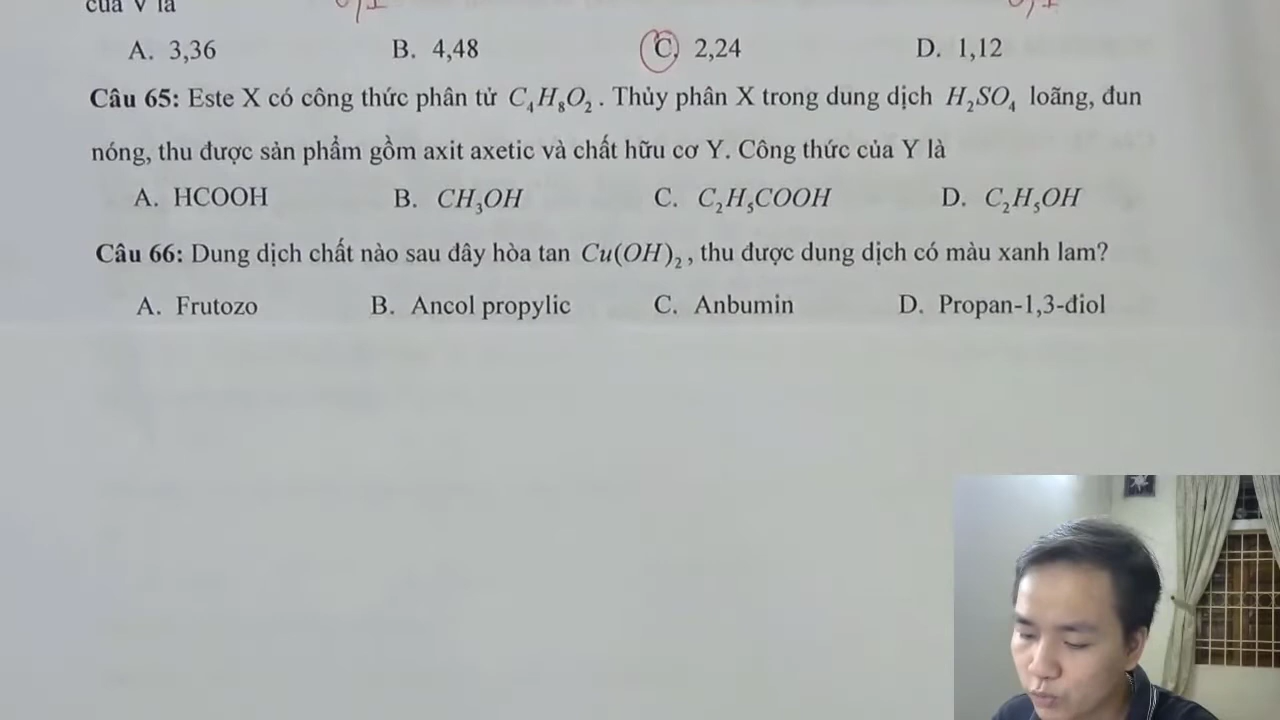 của V là
A. 3,36 B. 4,48 C. 2,24 D. 1,12
Câu 65: Este X có công thức phân tử C₄H₈O₂. Thủy phân X trong dung dịch H₂SO₄ loãng, đun
nóng, thu được sản phẩm gồm axit axetic và chất hữu cơ Y. Công thức của Y là
A. HCOOH B. CH₃OH C. C₂H₅COOH D. C₂H₅OH
Câu 66: Dung dịch chất nào sau đây hòa tan Cu(OH)₂, thu được dung dịch có màu xanh lam?
A. Frutozo B. Ancol propylic C. Anbumin D. Propan-1,3-điol